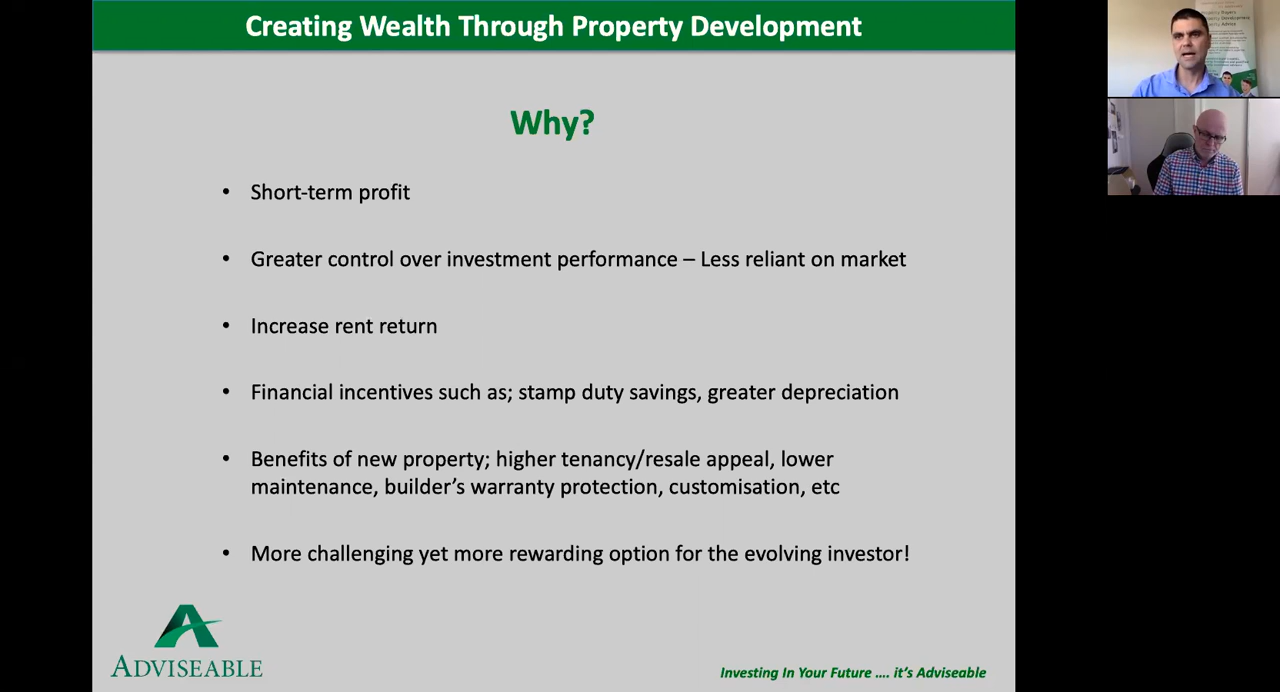 Creating Wealth Through Property Development
Why?
• Short-term profit
• Greater control over investment performance – Less reliant on market
• Increase rent return
• Financial incentives such as; stamp duty savings, greater depreciation
• Benefits of new property; higher tenancy/resale appeal, lower
maintenance, builder's warranty protection, customisation, etc
• More challenging yet more rewarding option for the evolving investor!
ADVISEABLE
Investing In Your Future .... it's Adviseable